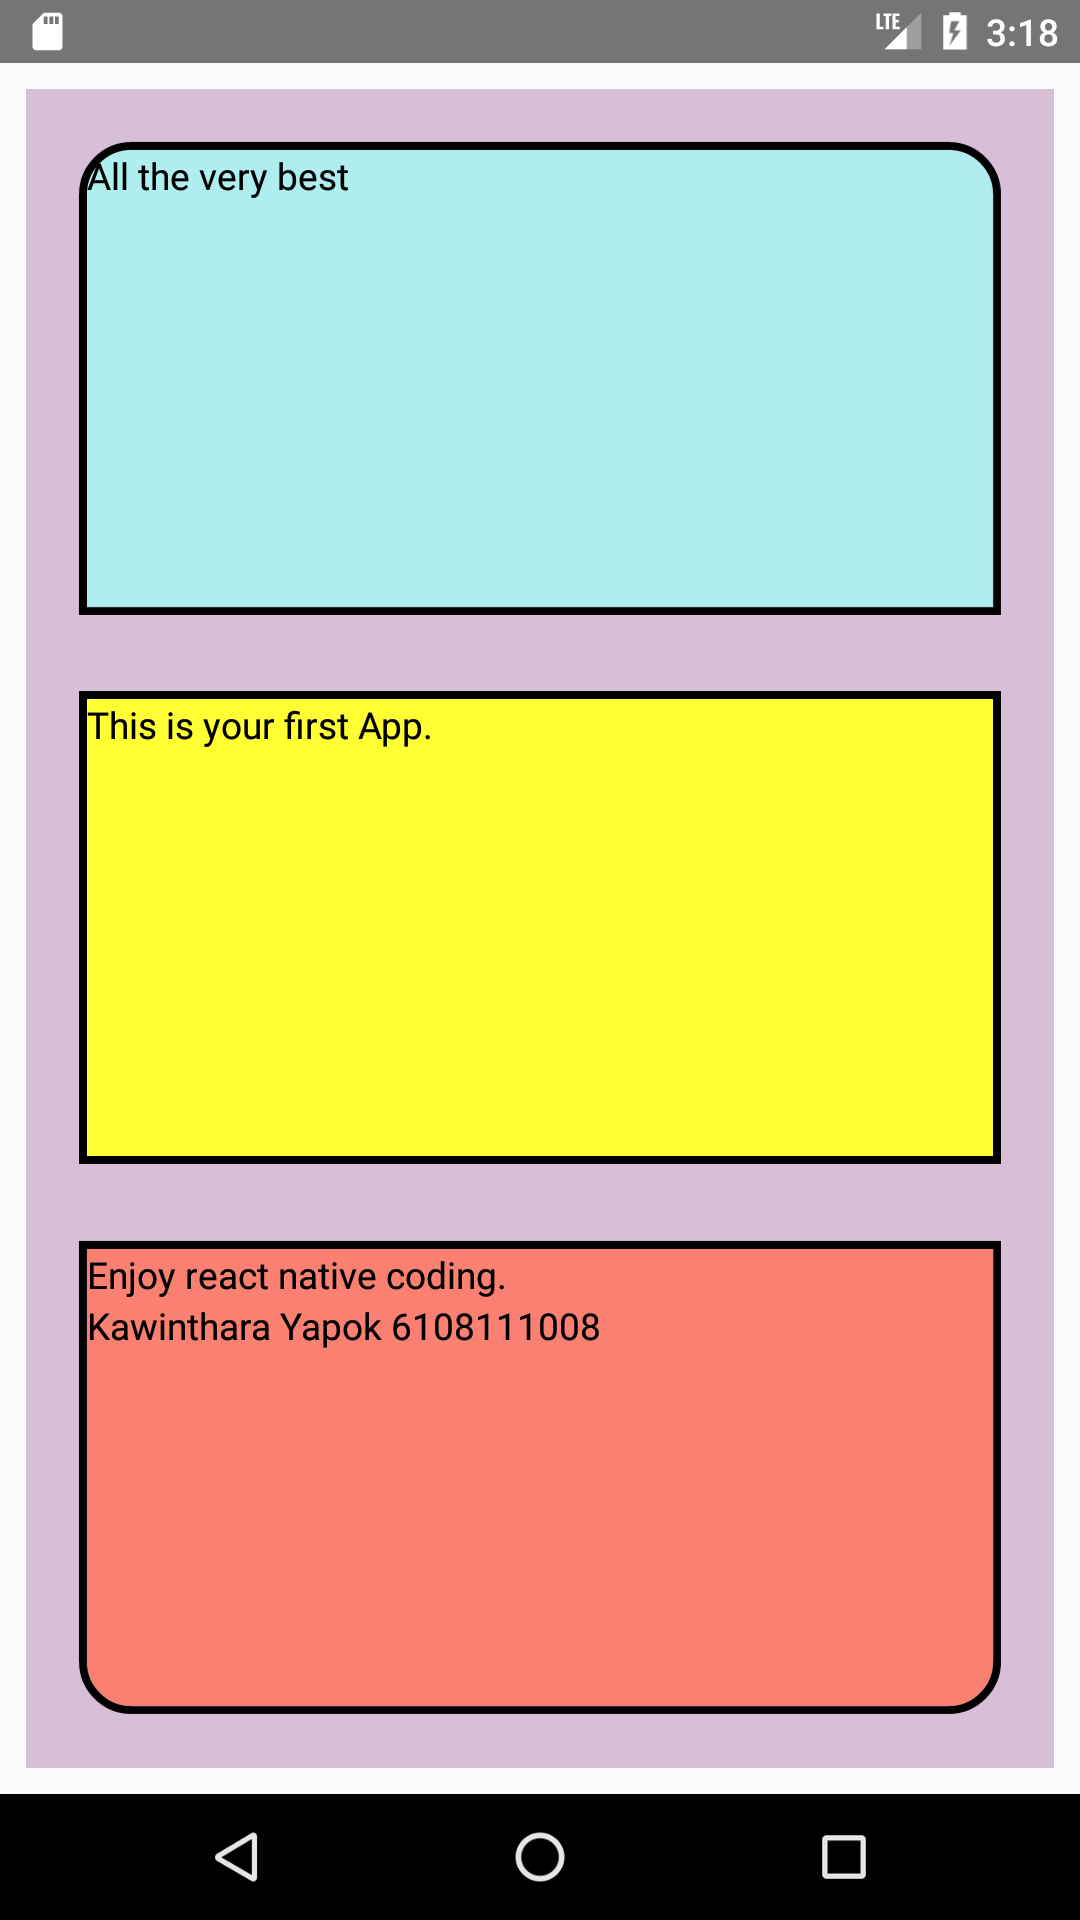 LTE 3:18
All the very best
This is your first App.
Enjoy react native coding.
Kawinthara Yapok 6108111008